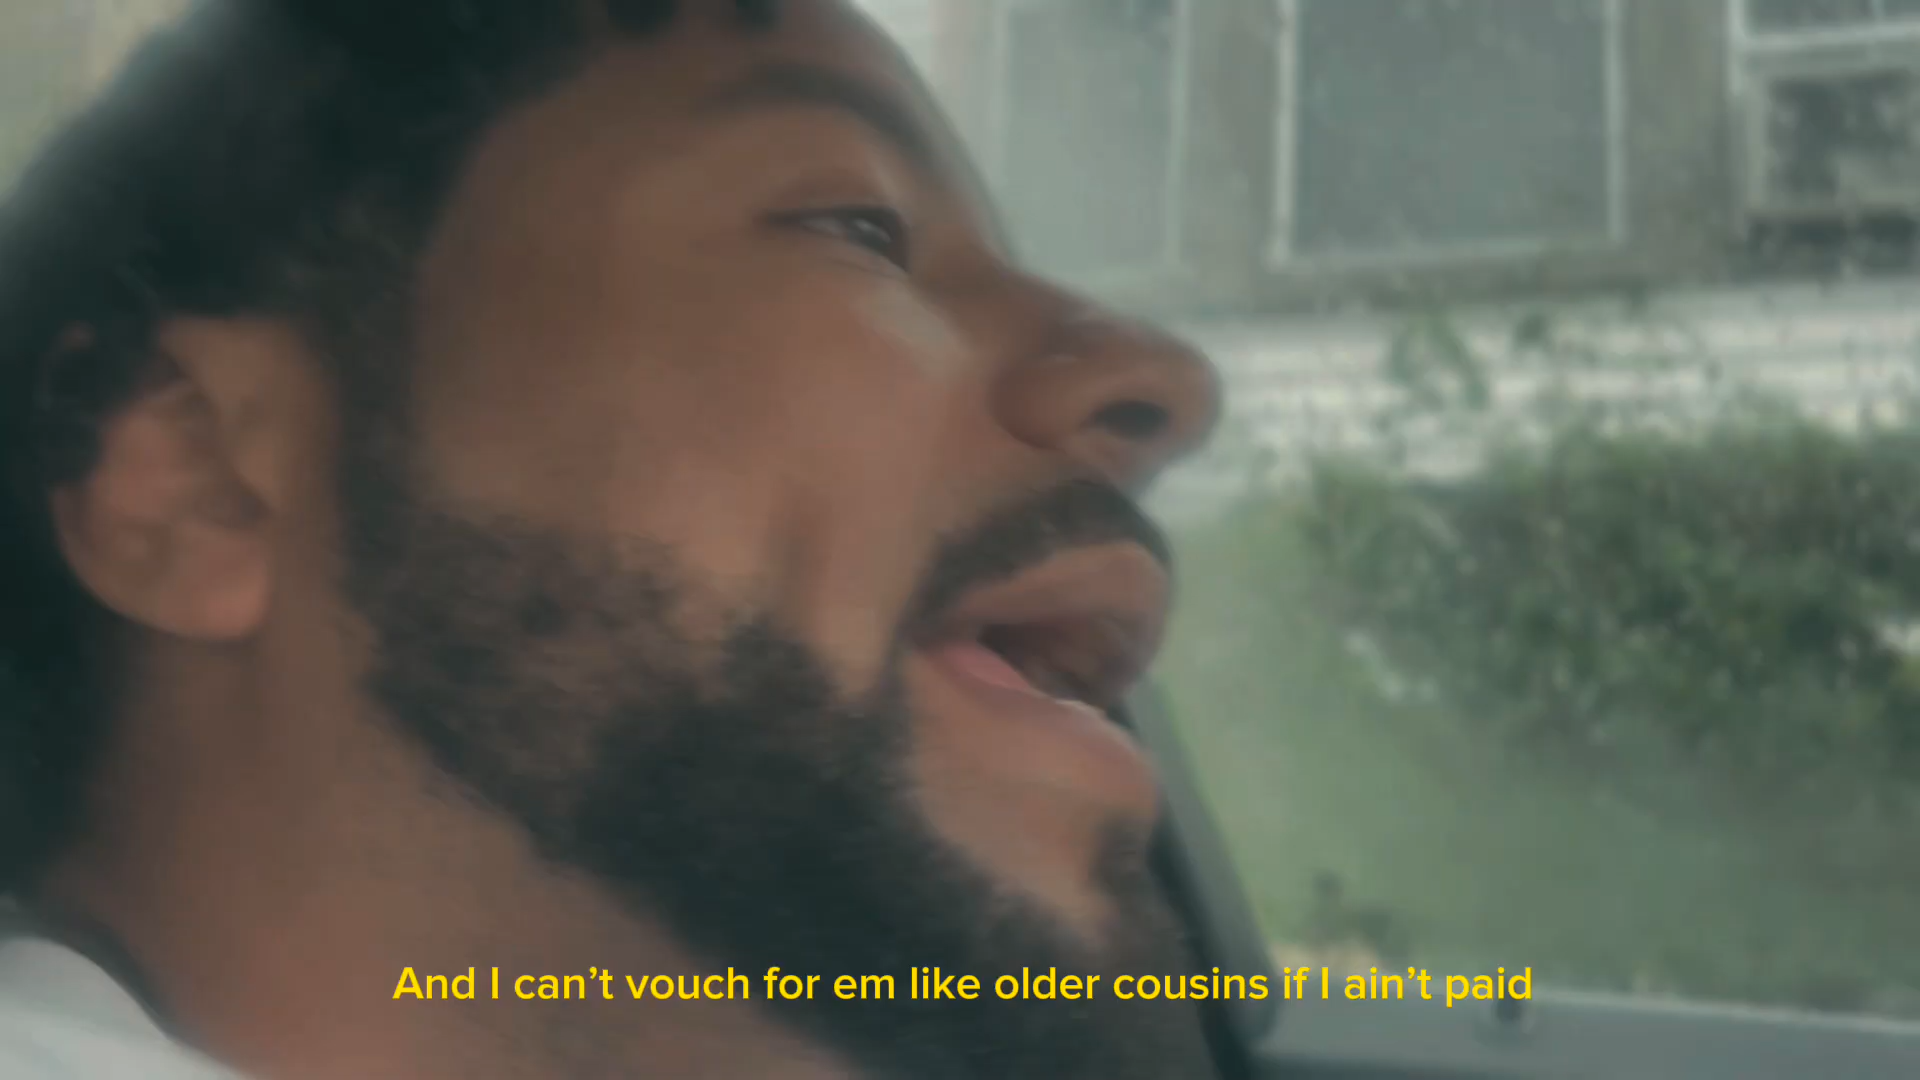 And I can’t vouch for em like older cousins if I ain’t paid